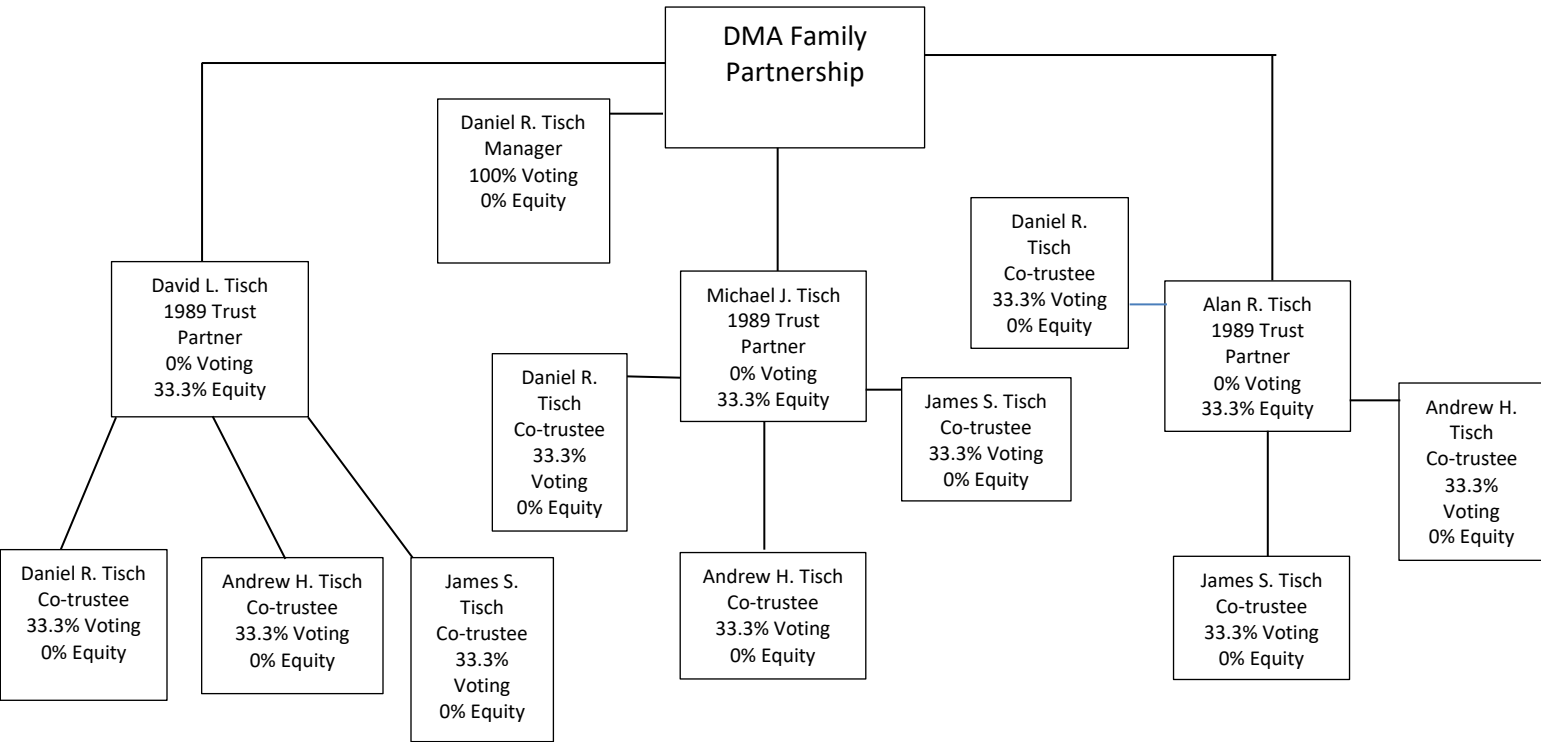 DMA Family
Partnership
Daniel R. Tisch
Manager
100% Voting
0% Equity
David L. Tisch
1989 Trust
Partner
0% Voting
33.3% Equity
Michael J. Tisch
1989 Trust
Partner
0% Voting
33.3% Equity
Daniel R.
Tisch
Co-trustee
33.3% Voting
0% Equity
Alan R. Tisch
1989 Trust
Partner
0% Voting
33.3% Equity
Daniel R.
Tisch
Co-trustee
33.3%
Voting
0% Equity
James S. Tisch
Co-trustee
33.3% Voting
0% Equity
Andrew H.
Tisch
Co-trustee
33.3%
Voting
0% Equity
Daniel R. Tisch
Co-trustee
33.3% Voting
0% Equity
Andrew H. Tisch
Co-trustee
33.3% Voting
0% Equity
James S.
Tisch
Co-trustee
33.3%
Voting
0% Equity
Andrew H. Tisch
Co-trustee
33.3% Voting
0% Equity
James S. Tisch
Co-trustee
33.3% Voting
0% Equity